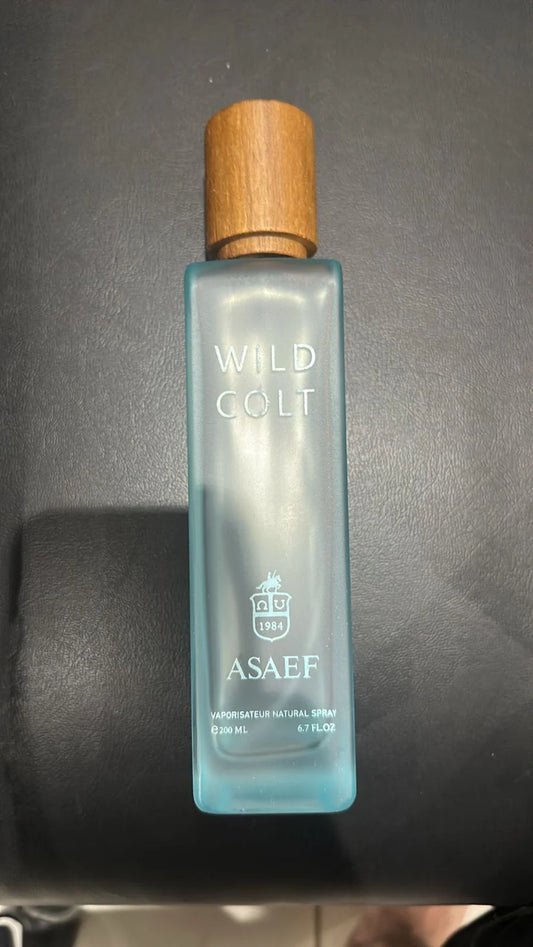 WILD
COLT
1984
ASAEF
VAPORISATEUR NATURAL SPRAY
℮200 ML 6.7 FL.OZ